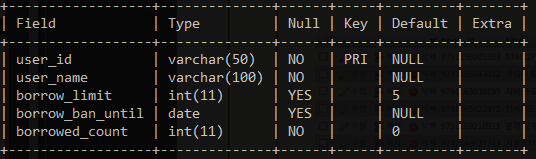 +------------------+--------------+------+-----+---------+-------+
| Field            | Type         | Null | Key | Default | Extra |
+------------------+--------------+------+-----+---------+-------+
| user_id          | varchar(50)  | NO   | PRI | NULL    |       |
| user_name        | varchar(100) | NO   |     | NULL    |       |
| borrow_limit     | int(11)      | YES  |     | 5       |       |
| borrow_ban_until | date         | YES  |     | NULL    |       |
| borrowed_count   | int(11)      | NO   |     | 0       |       |
+------------------+--------------+------+-----+---------+-------+